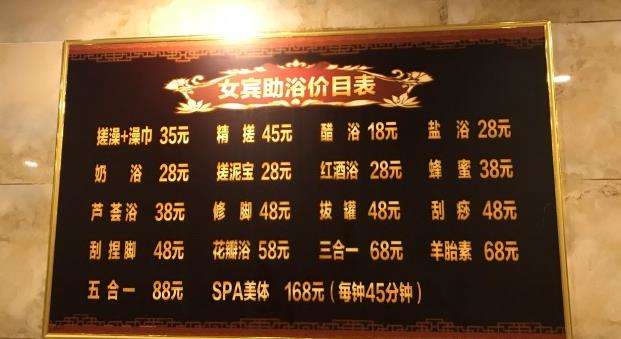 女宾助浴价目表
搓澡+澡巾 35元 精搓 45元 醋浴 18元 盐浴 28元
奶浴 28元 搓泥宝 28元 红酒浴 28元 蜂蜜 38元
芦荟浴 38元 修脚 48元 拔罐 48元 刮痧 48元
刮捏脚 48元 花瓣浴 58元 三合一 68元 羊胎素 68元
五合一 88元 SPA美体 168元（每钟45分钟）